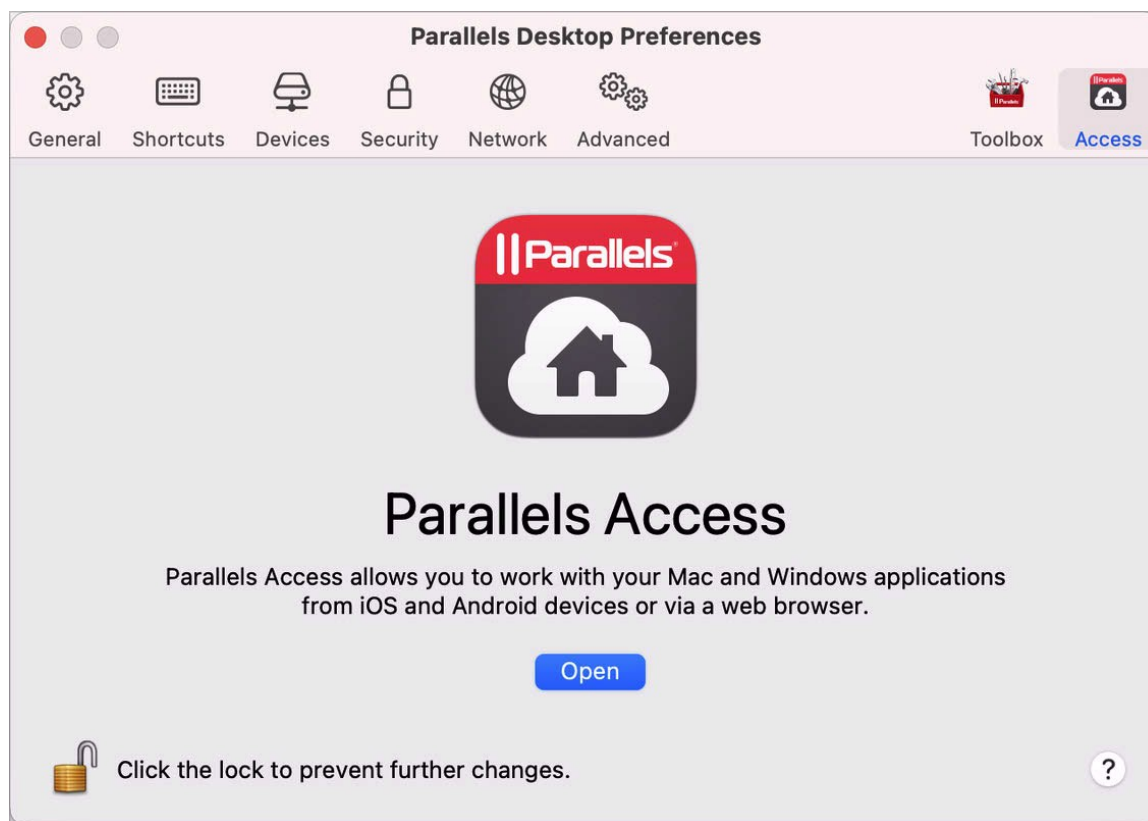 Parallels Desktop Preferences
General Shortcuts Devices Security Network Advanced Toolbox Access
|| Parallels®
Parallels Access
Parallels Access allows you to work with your Mac and Windows applications
from iOS and Android devices or via a web browser.
Open
Click the lock to prevent further changes.
?